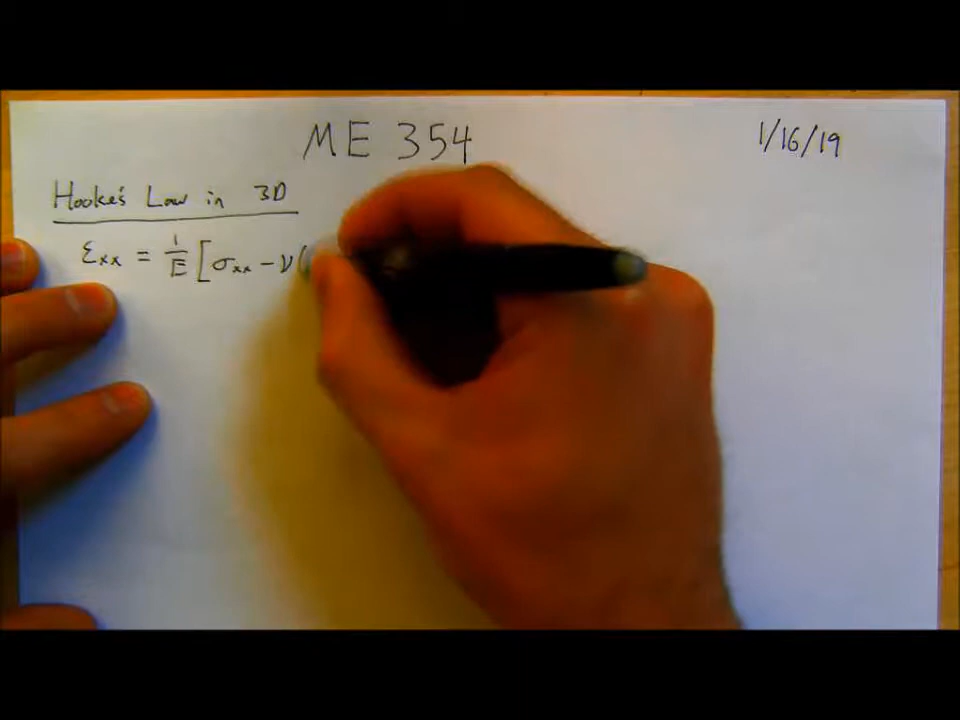 ME 354
1/16/19
Hooke's Law in 3D
εxx = 1/E [σxx - ν(